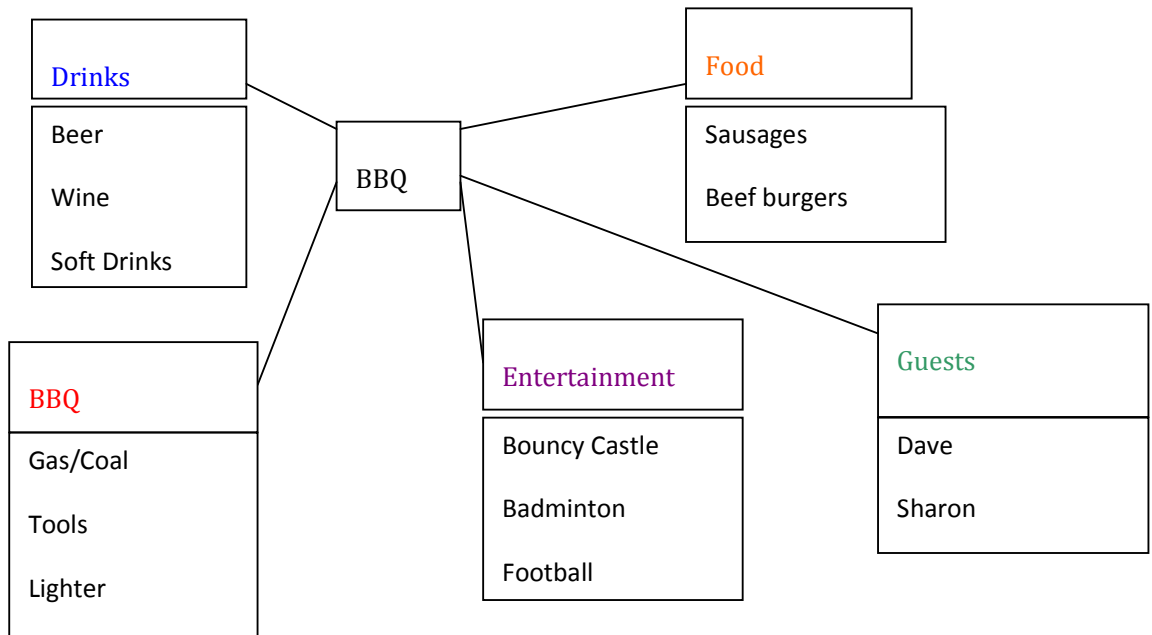 Drinks
Beer
Wine
Soft Drinks
BBQ
Food
Sausages
Beef burgers
BBQ
Gas/Coal
Tools
Lighter
Entertainment
Bouncy Castle
Badminton
Football
Guests
Dave
Sharon